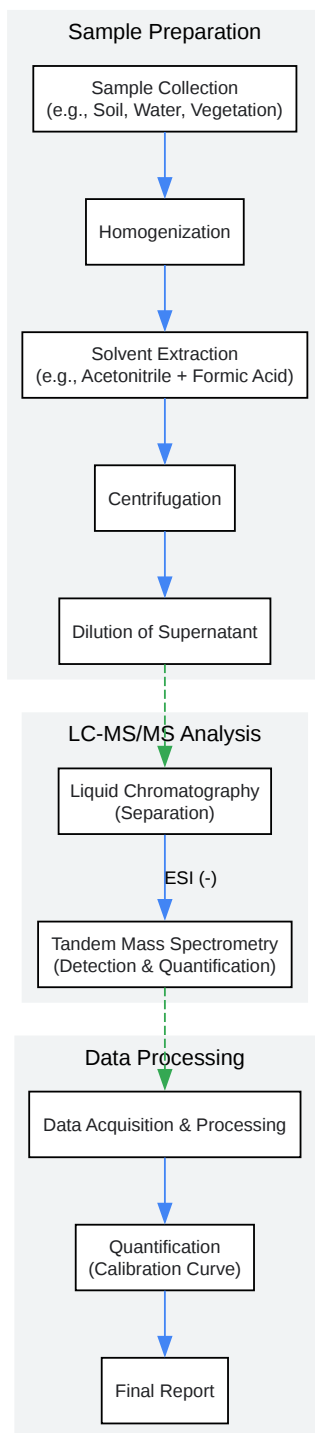 Sample Preparation
Sample Collection
(e.g., Soil, Water, Vegetation)
Homogenization
Solvent Extraction
(e.g., Acetonitrile + Formic Acid)
Centrifugation
Dilution of Supernatant
LC-MS/MS Analysis
Liquid Chromatography
(Separation)
ESI (-)
Tandem Mass Spectrometry
(Detection & Quantification)
Data Processing
Data Acquisition & Processing
Quantification
(Calibration Curve)
Final Report